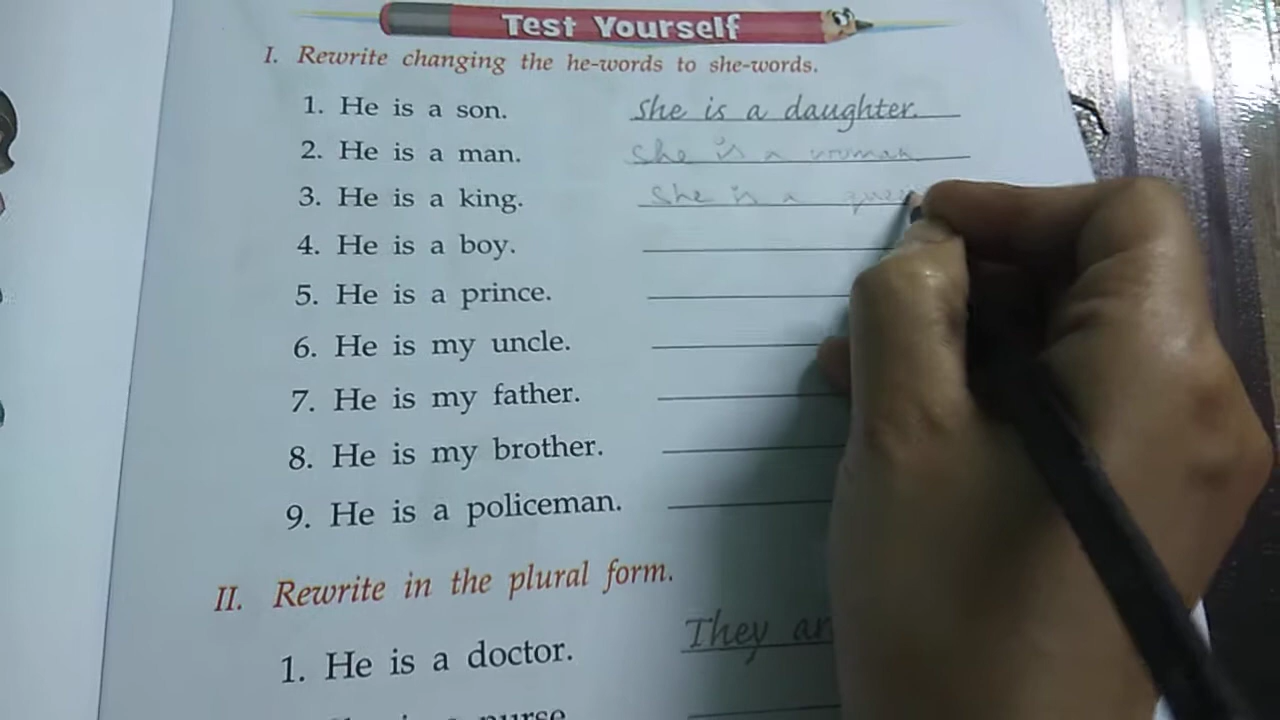 Test Yourself
I. Rewrite changing the he-words to she-words.
1. He is a son. She is a daughter.
2. He is a man. She is a woman
3. He is a king. She is a
4. He is a boy.
5. He is a prince.
6. He is my uncle.
7. He is my father.
8. He is my brother.
9. He is a policeman.
II. Rewrite in the plural form.
1. He is a doctor. They